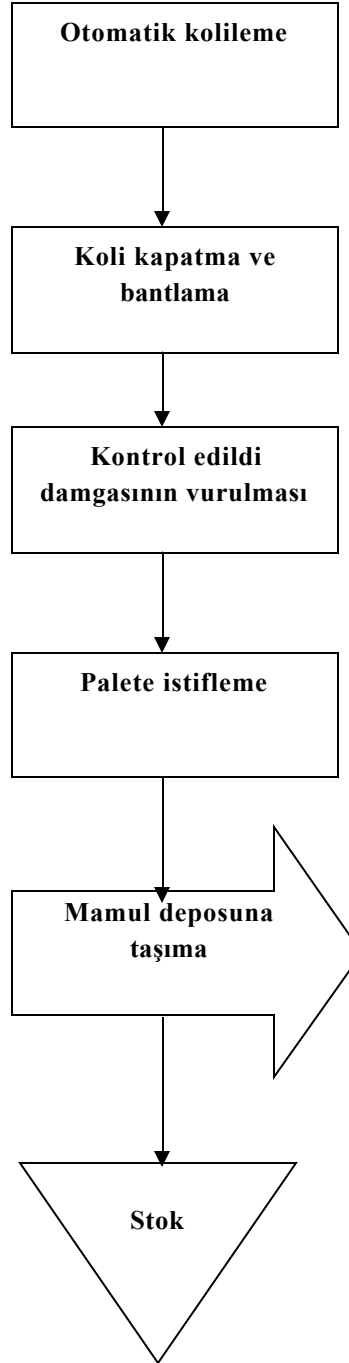 Otomatik kolileme
Koli kapatma ve
bantlama
Kontrol edildi
damgasının vurulması
Palete istifleme
Mamul deposuna
taşıma
Stok